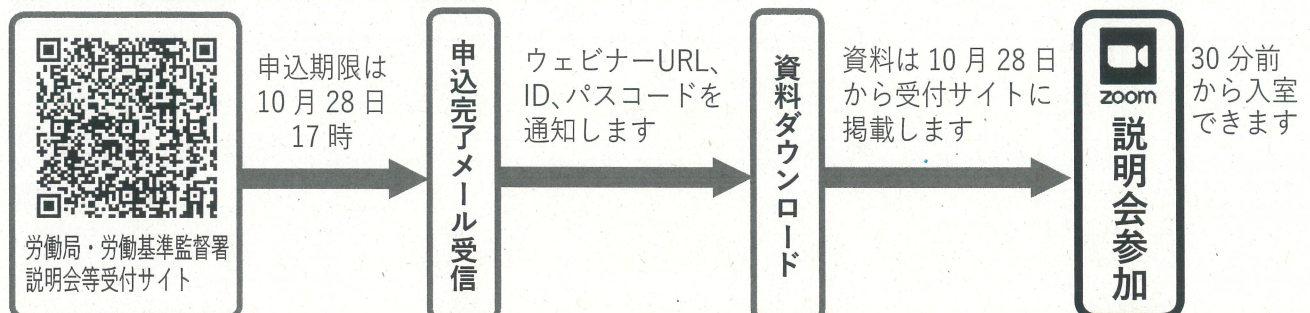 労働局・労働基準監督署
説明会等受付サイト
申込期限は
10月28日
17時
申込完了メール受信
ウェビナーURL、
ID、パスコードを
通知します
資料ダウンロード
資料は10月28日
から受付サイトに
掲載します
zoom
説明会参加
30分前
から入室
できます